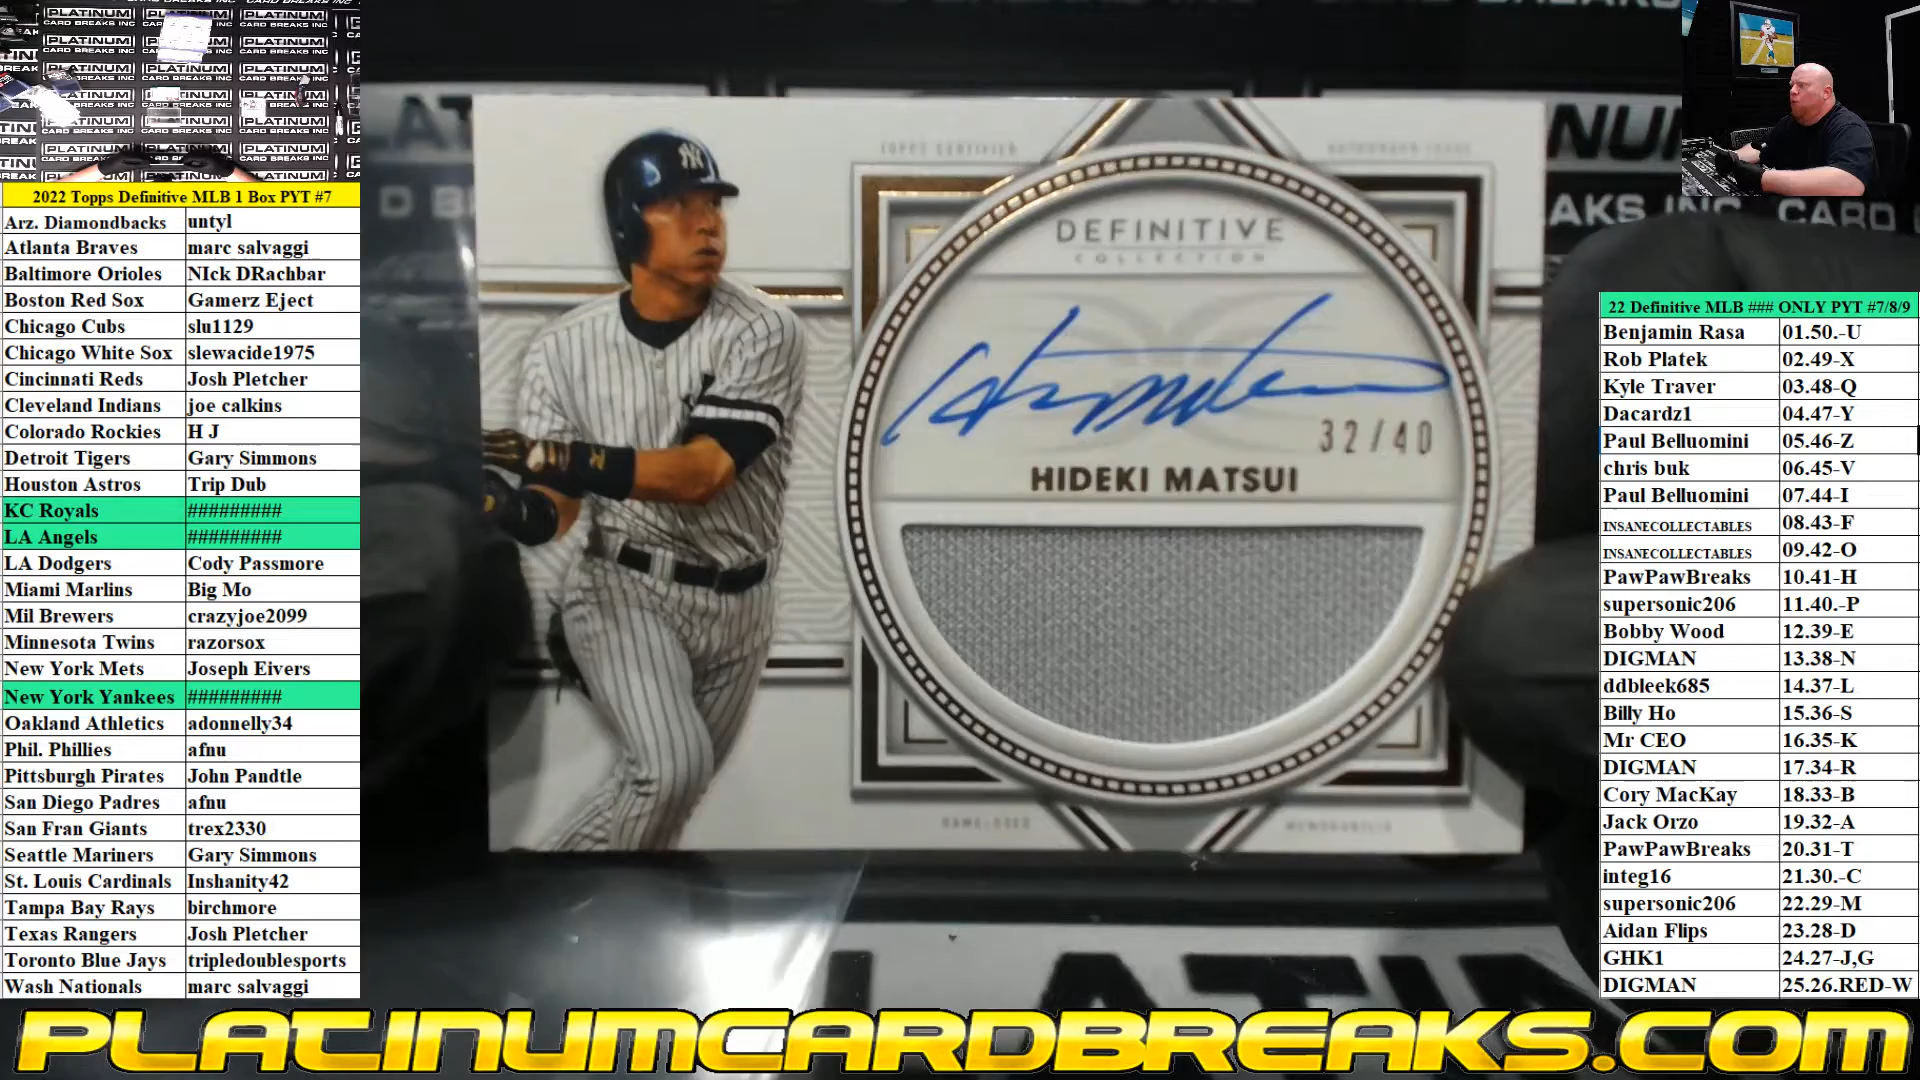 2022 Topps Definitive MLB 1 Box PYT #7
Arz. Diamondbacks untyl
Atlanta Braves marc salvaggi
Baltimore Orioles NIck DRachbar
Boston Red Sox Gamerz Eject
Chicago Cubs slu1129
Chicago White Sox slewacide1975
Cincinnati Reds Josh Pletcher
Cleveland Indians joe calkins
Colorado Rockies H J
Detroit Tigers Gary Simmons
Houston Astros Trip Dub
KC Royals #########
LA Angels #########
LA Dodgers Cody Passmore
Miami Marlins Big Mo
Mil Brewers crazyjoe2099
Minnesota Twins razorsox
New York Mets Joseph Eivers
New York Yankees #########
Oakland Athletics adonnelly34
Phil. Phillies afnu
Pittsburgh Pirates John Pandtle
San Diego Padres afnu
San Fran Giants trex2330
Seattle Mariners Gary Simmons
St. Louis Cardinals Inshanity42
Tampa Bay Rays birchmore
Texas Rangers Josh Pletcher
Toronto Blue Jays tripledoublesports
Wash Nationals marc salvaggi
TOPPS CERTIFIED
AUTOGRAPH ISSUE
DEFINITIVE
COLLECTION
32/40
HIDEKI MATSUI
GAME-USED
MEMORABILIA
22 Definitive MLB ### ONLY PYT #7/8/9
Benjamin Rasa 01.50.-U
Rob Platek 02.49-X
Kyle Traver 03.48-Q
Dacardz1 04.47-Y
Paul Belluomini 05.46-Z
chris buk 06.45-V
Paul Belluomini 07.44-I
INSANECOLLECTABLES 08.43-F
INSANECOLLECTABLES 09.42-O
PawPawBreaks 10.41-H
supersonic206 11.40.-P
Bobby Wood 12.39-E
DIGMAN 13.38-N
ddbleek685 14.37-L
Billy Ho 15.36-S
Mr CEO 16.35-K
DIGMAN 17.34-R
Cory MacKay 18.33-B
Jack Orzo 19.32-A
PawPawBreaks 20.31-T
integ16 21.30.-C
supersonic206 22.29-M
Aidan Flips 23.28-D
GHK1 24.27-J,G
DIGMAN 25.26.RED-W
PLATINUMCARDBREAKS.COM